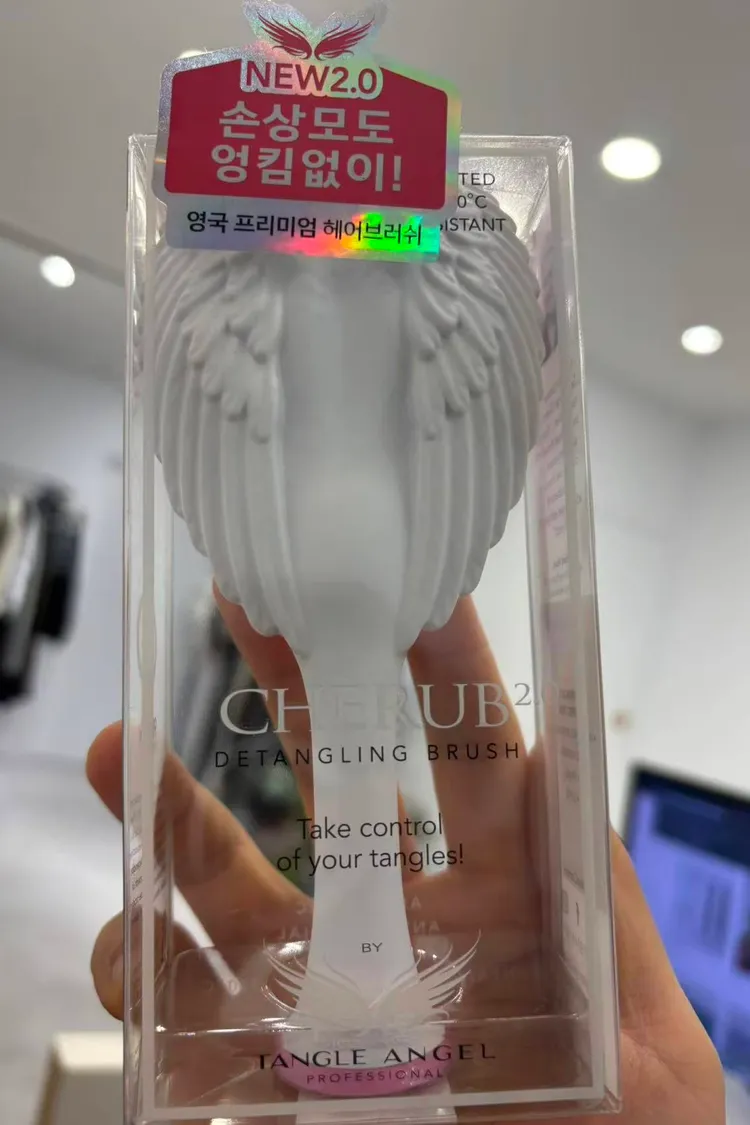 NEW2.0
손상모도
엉킴없이!
영국 프리미엄 헤어브러쉬
CHERUB
DETANGLING BRUSH
Take control
of your tangles!
BY
TANGLE ANGEL
PROFESSIONAL